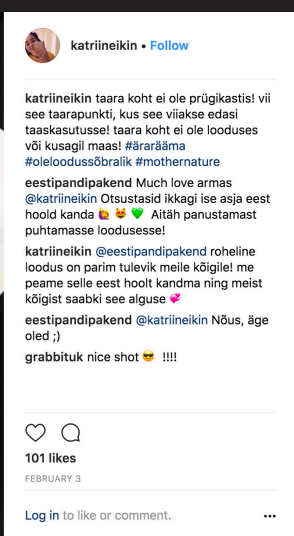 katriineikin • Follow
katriineikin taara koht ei ole prügikastis! vii
see taarapunkti, kus see viiakse edasi
taaskasutusse! taara koht ei ole looduses
või kusagil maas! #ärarääma
#oleloodussõbralik #mothernature
eestipandipakend Much love armas
@katriineikin Otsustasid ikkagi ise asja eest
hoold kanda 🙋 😻 💚 Aitäh panustamast
puhtamasse loodusesse!
katriineikin @eestipandipakend roheline
loodus on parim tulevik meile kõigile! me
peame selle eest hoolt kandma ning meist
kõigist saabki see alguse 💞
eestipandipakend @katriineikin Nõus, äge
oled ;)
grabbituk nice shot 😎 !!!!
101 likes
FEBRUARY 3
Log in to like or comment.